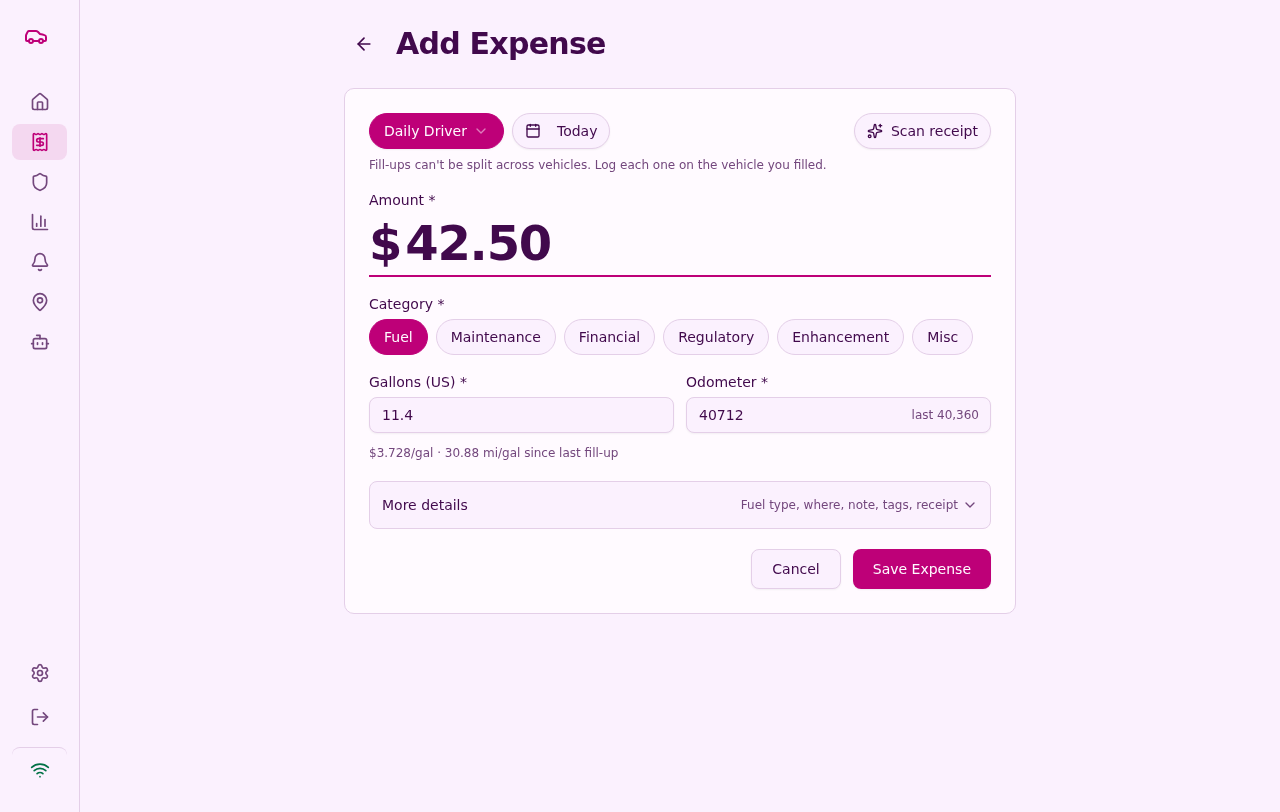 Add Expense
Daily Driver
Today
Scan receipt
Fill-ups can't be split across vehicles. Log each one on the vehicle you filled.
Amount *
$42.50
Category *
Fuel
Maintenance
Financial
Regulatory
Enhancement
Misc
Gallons (US) *
Odometer *
11.4
40712
last 40,360
$3.728/gal · 30.88 mi/gal since last fill-up
More details
Fuel type, where, note, tags, receipt
Cancel
Save Expense